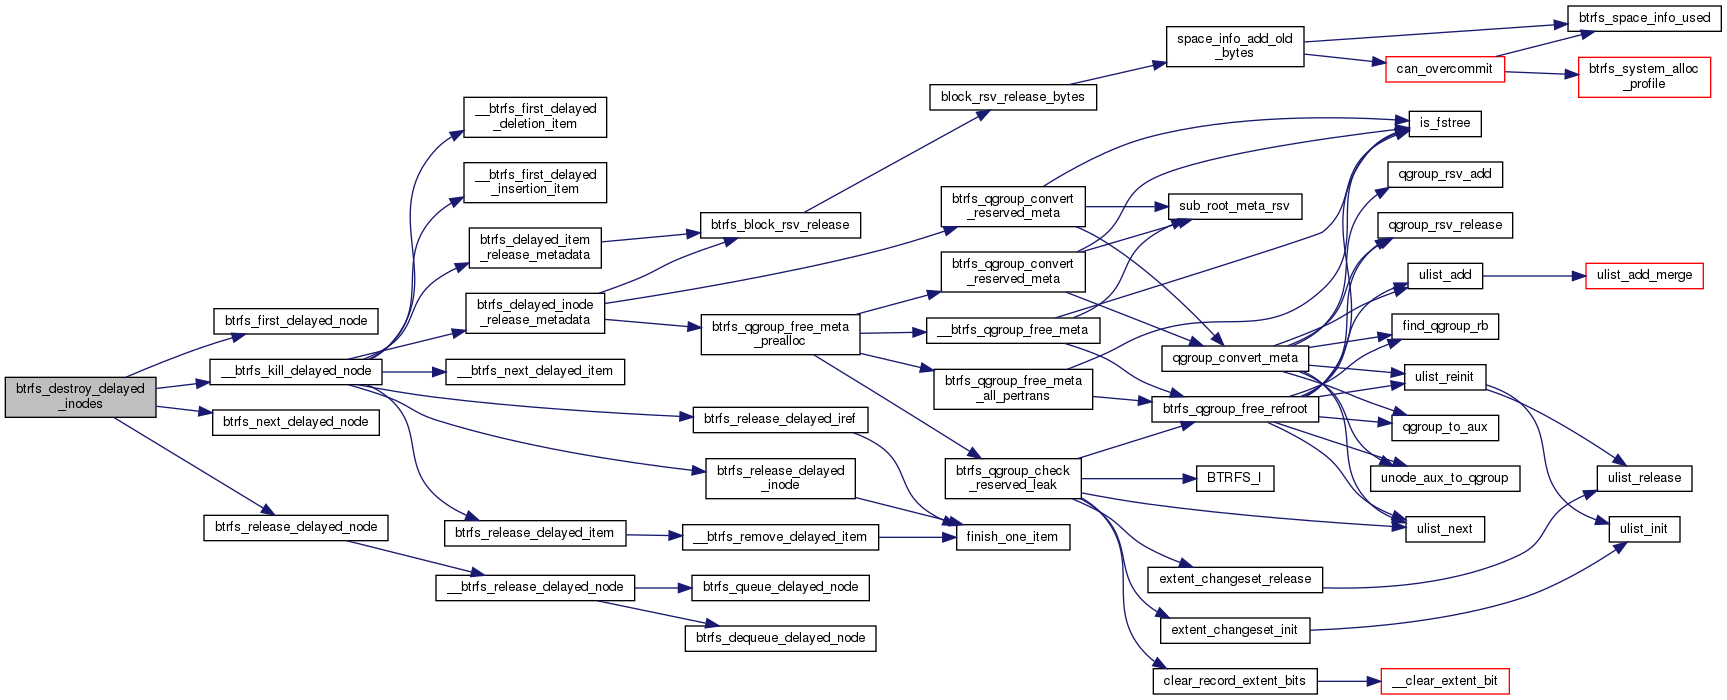 btrfs_destroy_delayed
_inodes
btrfs_first_delayed_node
__btrfs_kill_delayed_node
btrfs_next_delayed_node
btrfs_release_delayed_node
__btrfs_first_delayed
_deletion_item
__btrfs_first_delayed
_insertion_item
btrfs_delayed_item
_release_metadata
btrfs_delayed_inode
_release_metadata
__btrfs_next_delayed_item
btrfs_release_delayed_iref
btrfs_release_delayed
_inode
btrfs_release_delayed_item
__btrfs_release_delayed_node
btrfs_block_rsv_release
btrfs_qgroup_free_meta
_prealloc
__btrfs_remove_delayed_item
btrfs_queue_delayed_node
btrfs_dequeue_delayed_node
block_rsv_release_bytes
btrfs_qgroup_convert
_reserved_meta
btrfs_qgroup_convert
_reserved_meta
__btrfs_qgroup_free_meta
btrfs_qgroup_free_meta
_all_pertrans
btrfs_qgroup_check
_reserved_leak
finish_one_item
space_info_add_old
_bytes
sub_root_meta_rsv
qgroup_convert_meta
btrfs_qgroup_free_refroot
BTRFS_I
extent_changeset_release
extent_changeset_init
clear_record_extent_bits
can_overcommit
is_fstree
qgroup_rsv_add
qgroup_rsv_release
ulist_add
find_qgroup_rb
ulist_reinit
qgroup_to_aux
unode_aux_to_qgroup
ulist_next
__clear_extent_bit
btrfs_space_info_used
btrfs_system_alloc
_profile
ulist_add_merge
ulist_release
ulist_init